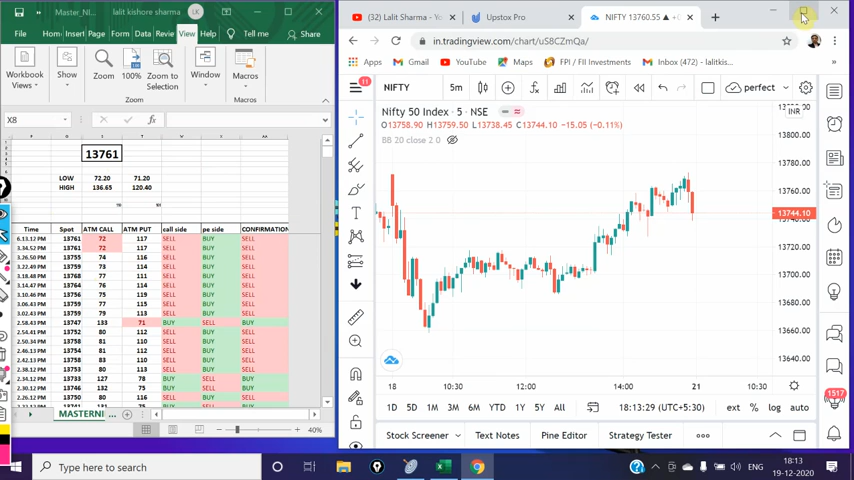 Master_NI...
lalit kishore sharma
LK
File
Hom
Insert
Page
Form
Data
Revie
View
Help
Tell me
Share
Workbook Views
Show
Zoom
100%
Zoom to Selection
Window
Macros
Zoom
Macros
X8
fx
13761
LOW 72.20 71.20
HIGH 136.65 120.40
Time Spot ATM CALL ATM PUT call side pe side CONFIRMATION
6.13.12 PM 13761 72 117 SELL BUY SELL
3.34.52 PM 13761 72 117 SELL BUY SELL
3.26.50 PM 13755 74 114 SELL BUY SELL
3.22.49 PM 13759 73 114 SELL BUY SELL
3.18.48 PM 13758 77 111 SELL BUY SELL
3.14.47 PM 13758 76 114 SELL BUY SELL
3.10.46 PM 13756 75 119 SELL BUY SELL
3.06.43 PM 13759 77 113 SELL BUY SELL
3.02.43 PM 13759 79 113 SELL BUY SELL
2.58.43 PM 13747 133 71 BUY SELL BUY
2.54.41 PM 13752 80 112 SELL BUY SELL
2.50.34 PM 13758 81 110 SELL BUY SELL
2.46.41 PM 13754 81 112 SELL BUY SELL
2.42.41 PM 13758 83 110 SELL BUY SELL
2.38.12 PM 13753 80 113 SELL BUY SELL
2.34.12 PM 13733 127 78 BUY SELL BUY
2.30.12 PM 13746 132 75 BUY SELL BUY
2.26.12 PM 13750 80 116 SELL BUY SELL
MASTERNI ...
40%
(32) Lalit Sharma - Yo
Upstox Pro
NIFTY 13760.55 ▲ +0
in.tradingview.com/chart/uS8CZmQa/
Apps
Gmail
YouTube
Maps
FPI / FII Investments
Inbox (472) - lalitkis...
11
NIFTY
5m
perfect
Nifty 50 Index · 5 · NSE
O13758.90 H13759.50 L13738.45 C13744.10 −15.05 (−0.11%)
BB 20 close 2 0
INR
13800.00
13780.00
13760.00
13744.10
13720.00
13700.00
13680.00
13660.00
13640.00
18 10:30 12:00 14:00 21 10:30
1D 5D 1M 3M 6M YTD 1Y 5Y All
18:13:29 (UTC+5:30)
ext % log auto
1517
Stock Screener
Text Notes
Pine Editor
Strategy Tester
Type here to search
ENG
18:13
19-12-2020